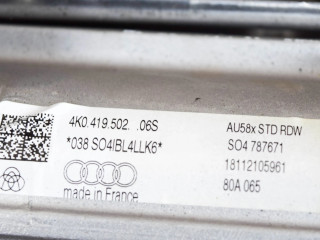 4K0.419.502. .06S
*038 SO4IBL4LLK6*
made in France
AU58x STD RDW
SO4 787671
18112105961
80A 065